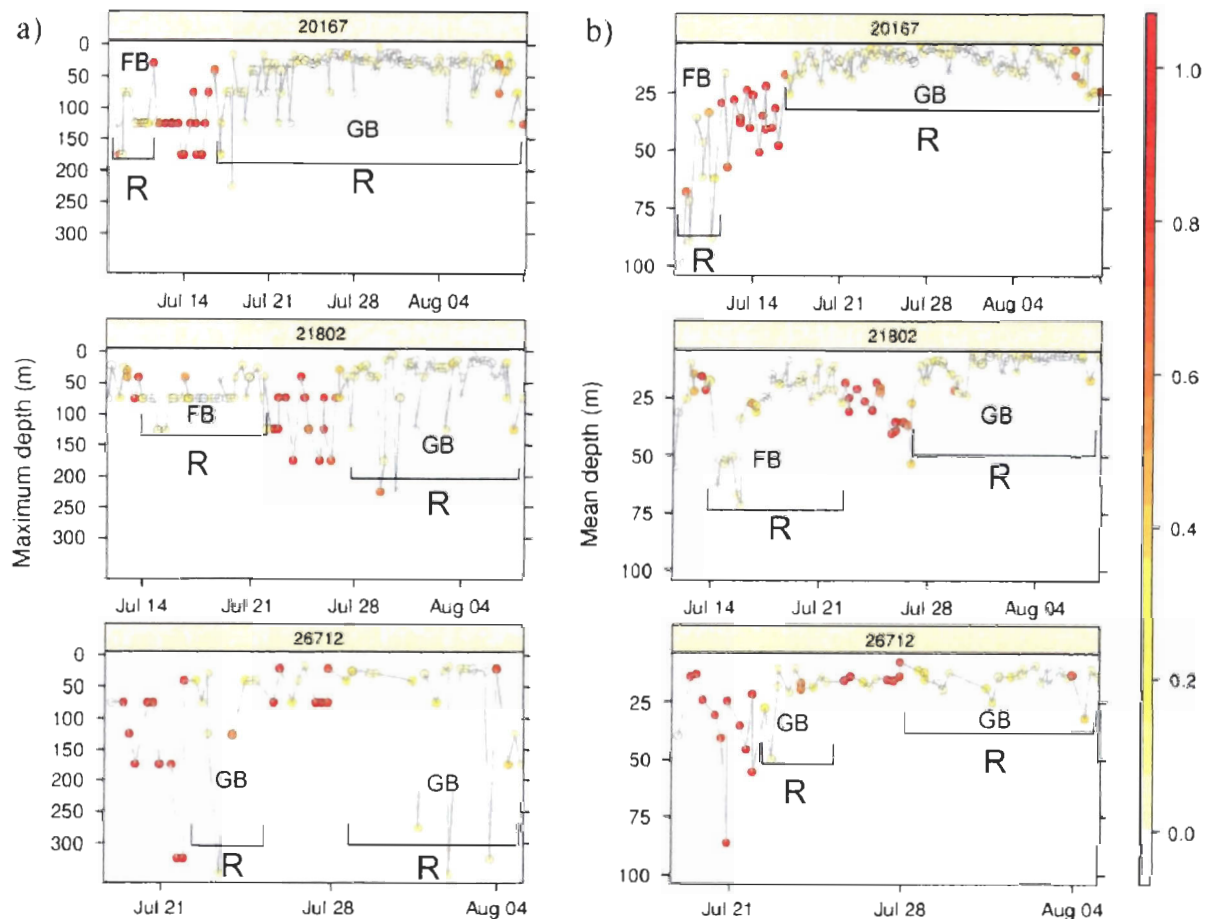 a)
20167
Maximum depth (m)
0
50
100
150
200
250
300
FB
R
GB
R
Jul 14
Jul 21
Jul 28
Aug 04
21802
0
50
100
150
200
250
300
FB
R
GB
R
Jul 14
Jul 21
Jul 28
Aug 04
26712
0
50
100
150
200
250
300
GB
R
GB
R
Jul 21
Jul 28
Aug 04
b)
20167
Mean depth (m)
25
50
75
100
FB
R
GB
R
Jul 14
Jul 21
Jul 28
Aug 04
21802
25
50
75
100
FB
R
GB
R
Jul 14
Jul 21
Jul 28
Aug 04
26712
25
50
75
100
GB
R
GB
R
Jul 21
Jul 28
Aug 04
1.0
0.8
0.6
0.4
0.2
0.0